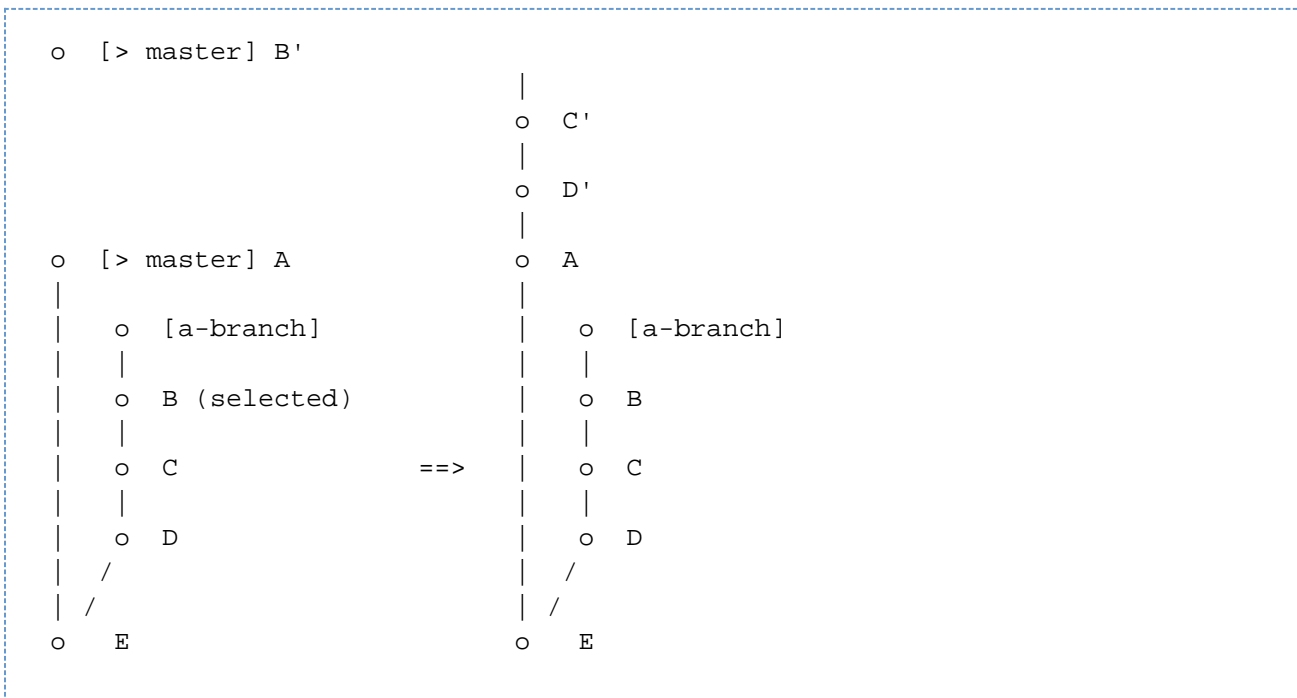 o  [> master] B'
|
o  C'
|
o  D'
|
o  [> master] A                o  A
|                              |
|   o  [a-branch]              |   o  [a-branch]
|   |                          |   |
|   o  B (selected)            |   o  B
|   |                          |   |
|   o  C                ==>    |   o  C
|   |                          |   |
|   o  D                       |   o  D
|  /                           |  /
| /                            | /
o   E                          o   E